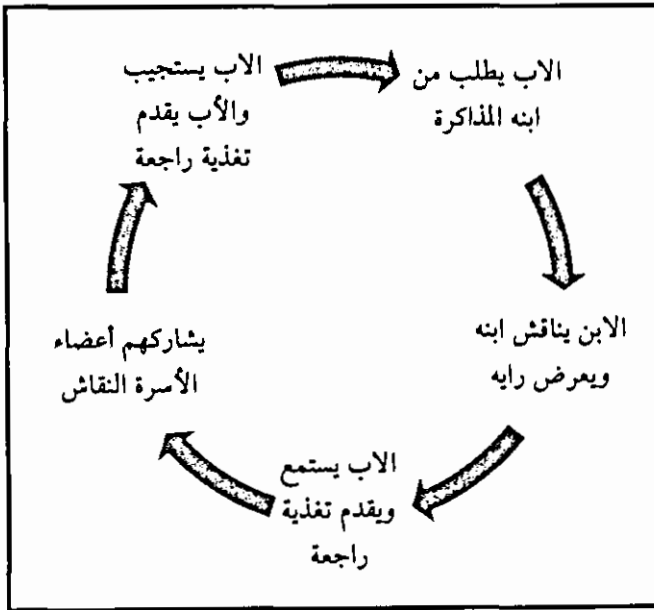 الاب يطلب من
ابنه المذاكرة
الابن يناقش ابنه
ويعرض رايه
الاب يستمع
ويقدم تغذية
راجعة
يشاركهم أعضاء
الأسرة النقاش
الاب يستجيب
والأب يقدم
تغذية راجعة